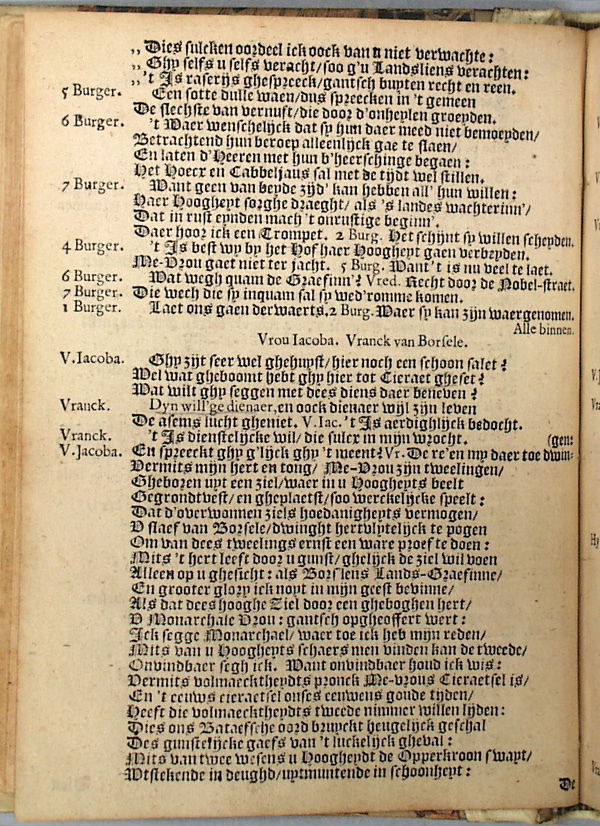 „ Dies sulcken oordeel ick oock van u niet verwachte:
„ Ghy selfs u selfs veracht/ soo g'u Landsliens verachten:
„ 't Is raserijs ghespreeck/ gantsch buyten recht en reen.
5 Burger. Een sotte dulle waen/ dus spreecken in 't gemeen
De slechste van vernuft/ die door d'onheylen groeyden.
6 Burger. 't Waer wenschelijck dat sy hun daer meed niet bemoeyden/
Betrachtend hun beroep alleenlijck gae te slaen/
En laten d'Heeren met hun b'heerschinge begaen:
Het Hoecx en Cabbeljaus sal met de tijdt wel stillen.
7 Burger. Want geen van beyde zijd' kan hebben all' hun willen:
Haer Hoogheyt sorghe draeght/ als 's landes wachterinn'/
Dat in rust eynden mach 't onrustige beginn'.
Daer hoor ick een Trompet. 2 Burg. Het schijnt sy willen scheyden.
4 Burger. 't Is best wy by het Hof haer Hoogheyt gaen verbeyden.
Me-Vrou gaet niet ter jacht. 5 Burg. Want 't is nu veel te laet.
6 Burger. Wat wegh quam de Graefinn'? Vred. Recht door de Nobel-straet.
7 Burger. Die wech die sy inquam sal sy wed'romme komen.
1 Burger. Laet ons gaen derwaerts. 2 Burg. Waer sy kan zijn waergenomen.
Alle binnen.
Vrou Iacoba. Vranck van Borsele.
V. Iacoba. Ghy zijt seer wel ghehuyst/ hier noch een schoon salet?
Wel wat gheboomt hebt ghy hier tot Cieraet gheset?
Wat wilt ghy seggen met dees diens daer beneven?
Vranck. Dyn will'ge dienaer, en oock dienaer wijl zijn leven
De asems lucht gheniet. V. Iac. 't Is aerdighlijck bedocht.
Vranck. 't Is dienstelijcke wil/ die sulcx in mijn wrocht. (gen:
V. Jacoba. En spreeckt ghy g'lijck ghy 't meent? Vr. De re'en my daer toe dwin-
Vermits mijn hert en tong/ Me-Vrou zijn tweelingen/
Gheboren uyt een ziel/ waer in u Hoogheyts beelt
Gegrondtvest/ en gheplaetst/ soo werckelijcke speelt:
Dat d'overwonnen ziels hoedanigheyts vermogen/
V slaef van Borsele/ dwinght hertvlijtelijck te pogen
Om van dees tweelings ernst een ware proef te doen:
Mits 't hert leeft door u gunst/ ghelijck de ziel wil voen
Alleen op u ghesicht: als Bors'lens Lands-Graefinne/
En grooter glory ick noyt in mijn geest bevinne/
Als dat dees hooghe Ziel door een gheboghen hert/
V Monarchale Vrou: gantsch opgheoffert wert:
Ick segge Monarchael/ waer toe ick heb mijn reden/
Mits van u Hoogheyts schaers men vinden kan de tweede/
Onvindbaer segh ick. Want onvindbaer houd ick wis:
Vermits volmaecktheydts pronck Me-vrous Cieraetsel is/
En 't eeuws cieraetsel onses eeuwens goude tyden/
Heeft die volmaecktheydts tweede nimmer willen lyden:
Dies ons Bataefsche oord bruyckt heugelijck geschal
Des gunstelijcke gaefs van 't luckelijck gheval:
Mits van twee wesens u Hoogheydt de Opperkroon swayt/
Wtstekende in deughd/ uytmuntende in schoonheyt:
De